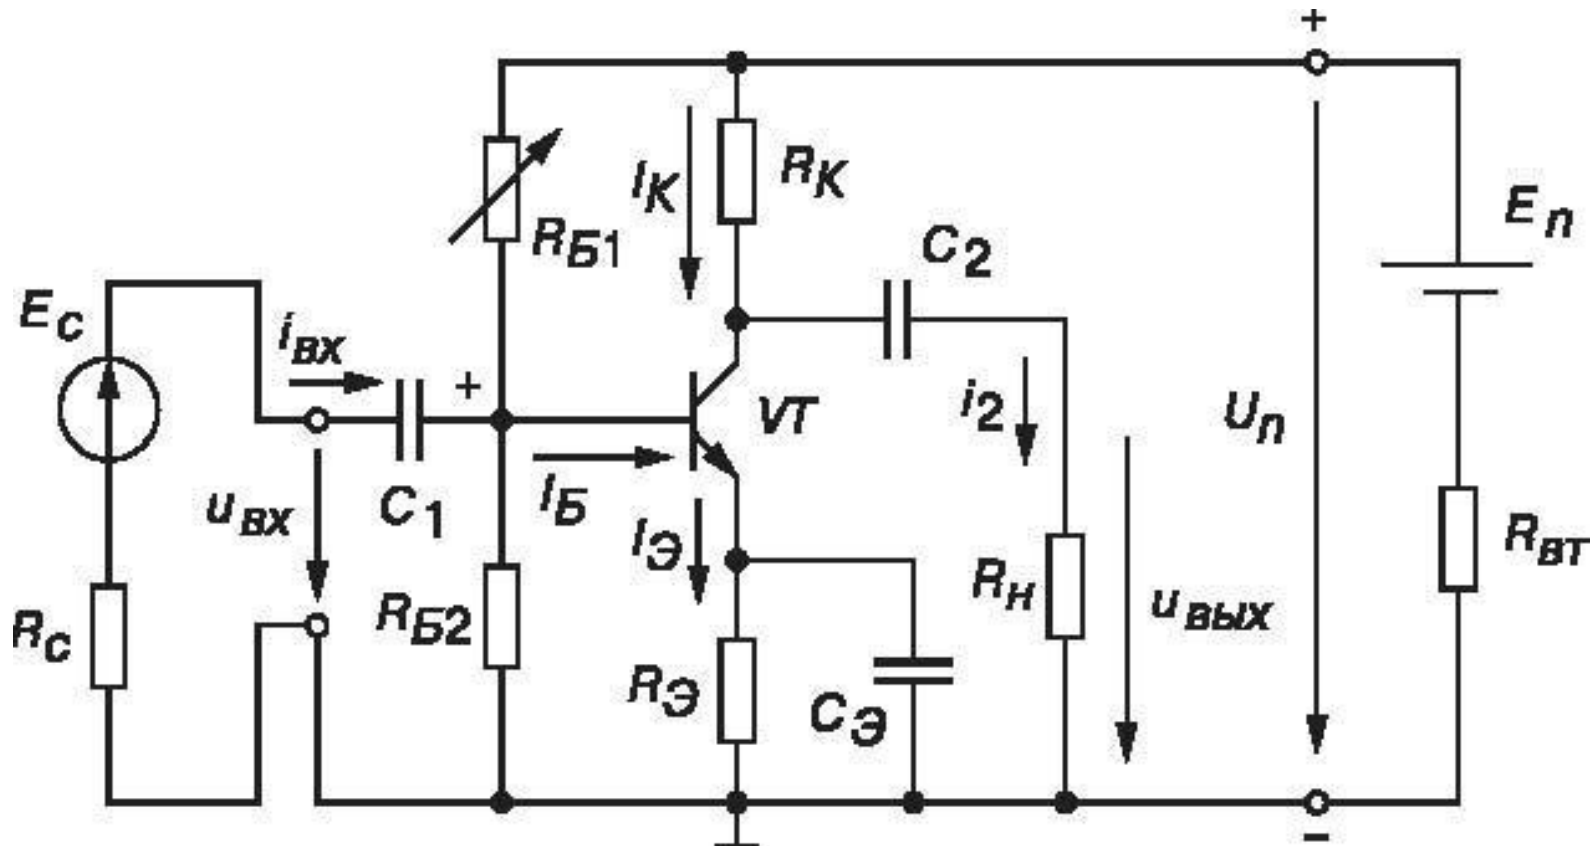 +
I К
R К
E п
R Б1
C 2
E с
i вх
+
VT
i 2
U п
I Б
C 1
u вх
I Э
R н
R вт
R с
R Б2
u вых
R Э
C Э
−